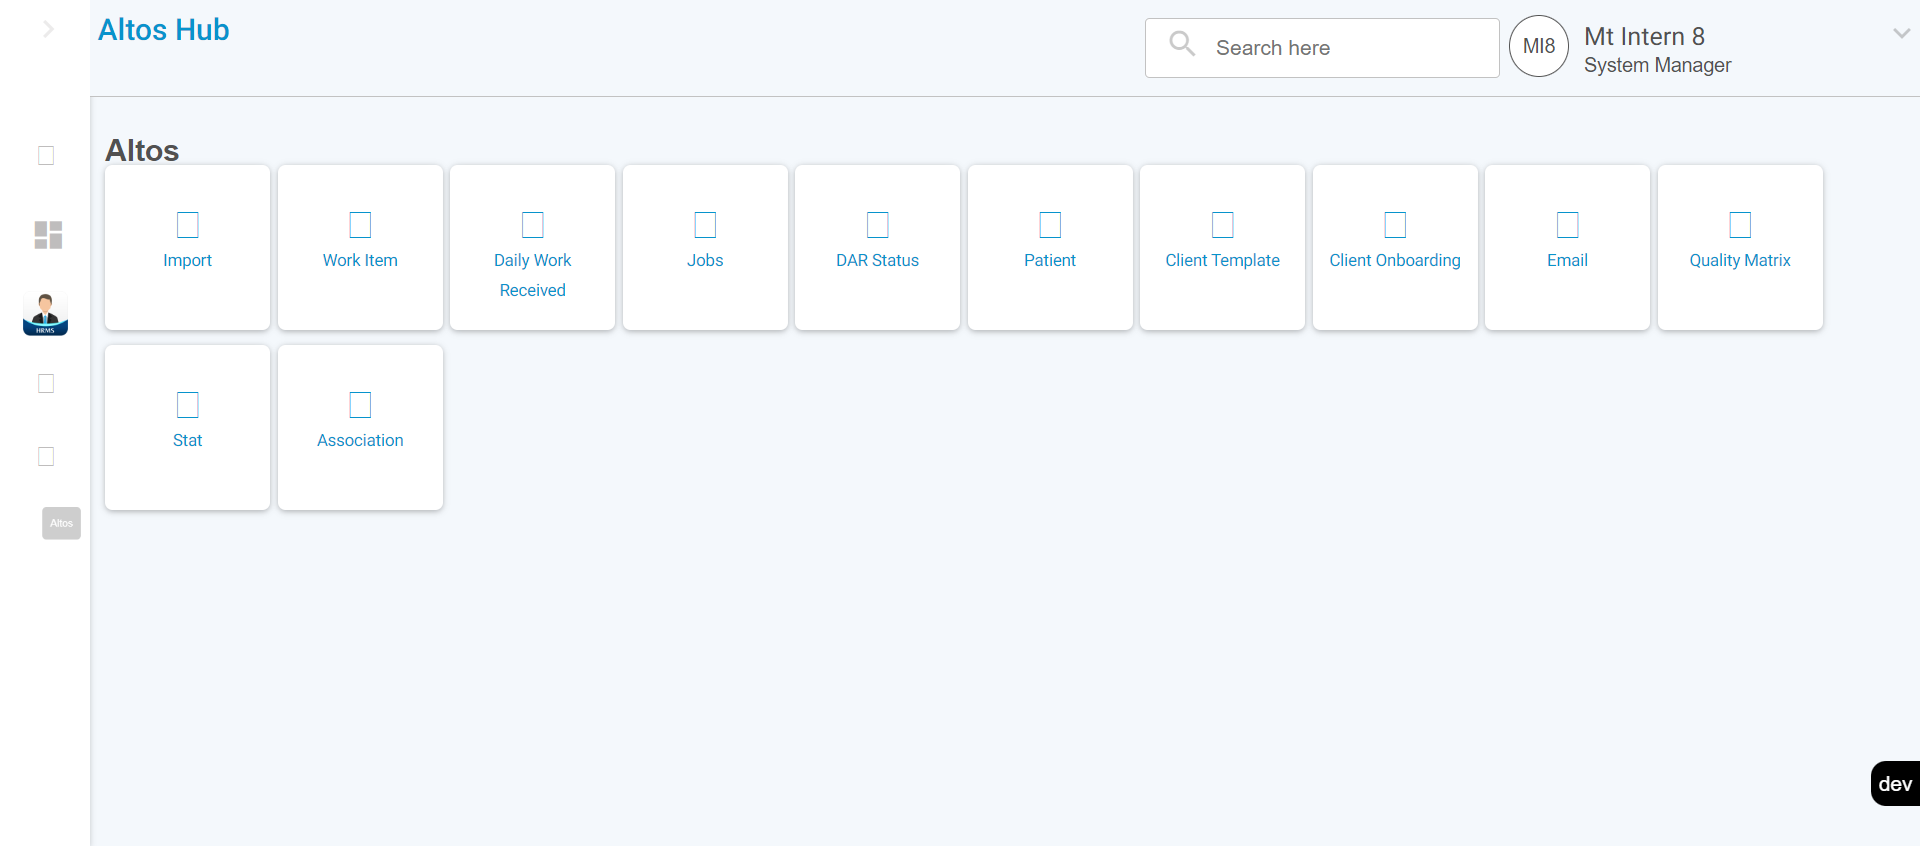 Altos Hub
Search here
MI8
Mt Intern 8
System Manager
Altos
Import
Work Item
Daily Work
Received
Jobs
DAR Status
Patient
Client Template
Client Onboarding
Email
Quality Matrix
HRMS
Stat
Association
Altos
dev